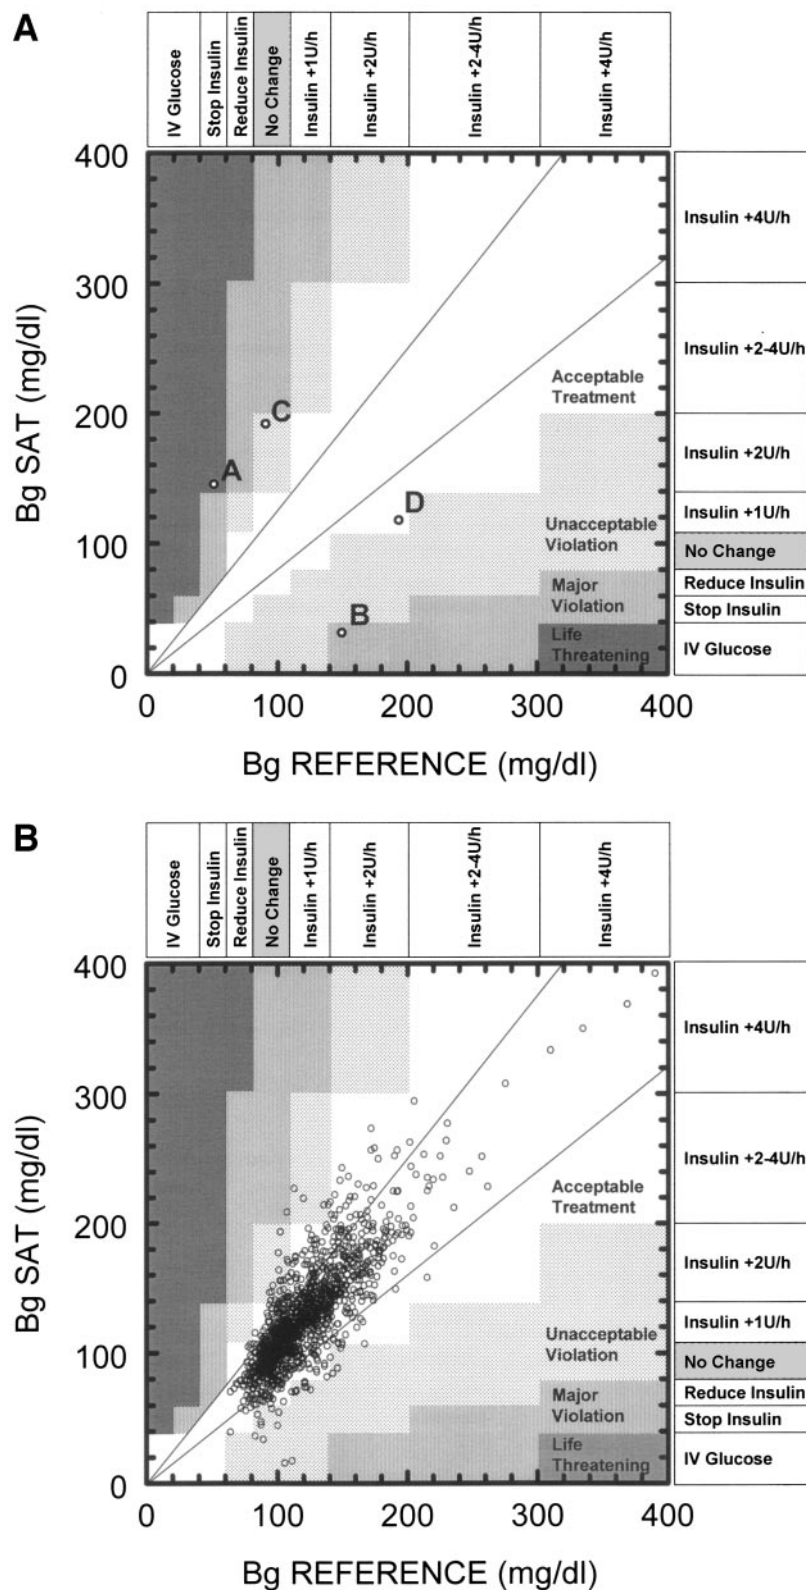 A
IV Glucose
Stop Insulin
Reduce Insulin
No Change
Insulin +1U/h
Insulin +2U/h
Insulin +2-4U/h
Insulin +4U/h
400
300
200
100
0
Bg SAT (mg/dl)
A
C
D
B
Acceptable
Treatment
Unacceptable
Violation
Major
Violation
Life
Threatening
Insulin +4U/h
Insulin +2-4U/h
Insulin +2U/h
Insulin +1U/h
No Change
Reduce Insulin
Stop Insulin
IV Glucose
0
100
200
300
400
Bg REFERENCE (mg/dl)
B
IV Glucose
Stop Insulin
Reduce Insulin
No Change
Insulin +1U/h
Insulin +2U/h
Insulin +2-4U/h
Insulin +4U/h
400
300
200
100
0
Bg SAT (mg/dl)
Acceptable
Treatment
Unacceptable
Violation
Major
Violation
Life
Threatening
Insulin +4U/h
Insulin +2-4U/h
Insulin +2U/h
Insulin +1U/h
No Change
Reduce Insulin
Stop Insulin
IV Glucose
0
100
200
300
400
Bg REFERENCE (mg/dl)